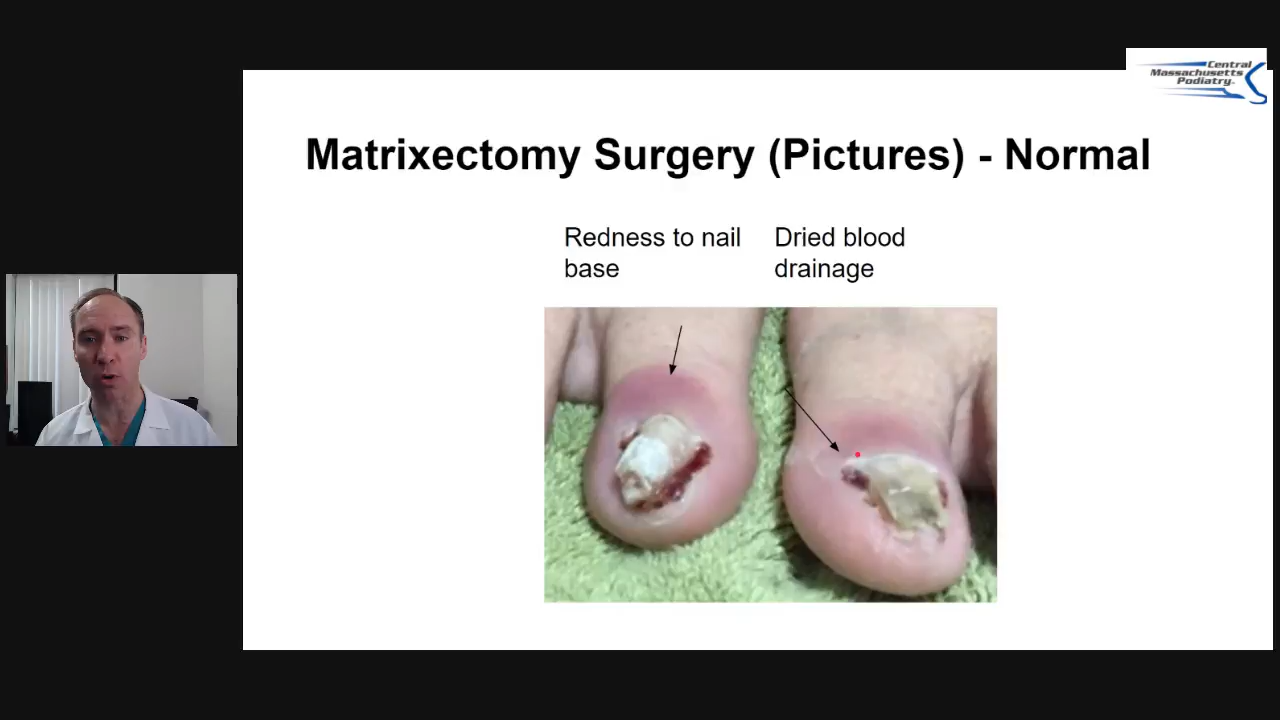 Central
Massachusetts
Podiatry
Matrixectomy Surgery (Pictures) - Normal
Redness to nail
base
Dried blood
drainage